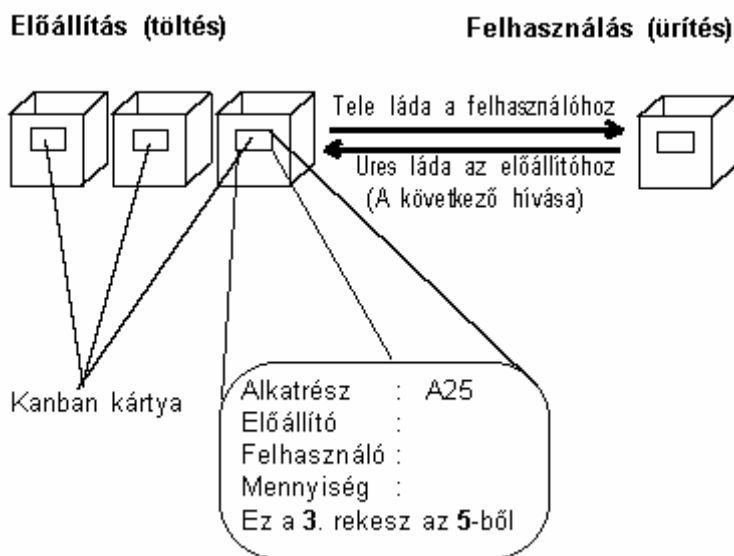 Előállítás (töltés)
Felhasználás (ürítés)
Tele láda a felhasználóhoz
Ures láda az előállítóhoz
(A következő hívása)
Kanban kártya
Alkatrész : A25
Előállító :
Felhasználó :
Mennyiség :
Ez a 3. rekesz az 5-ből